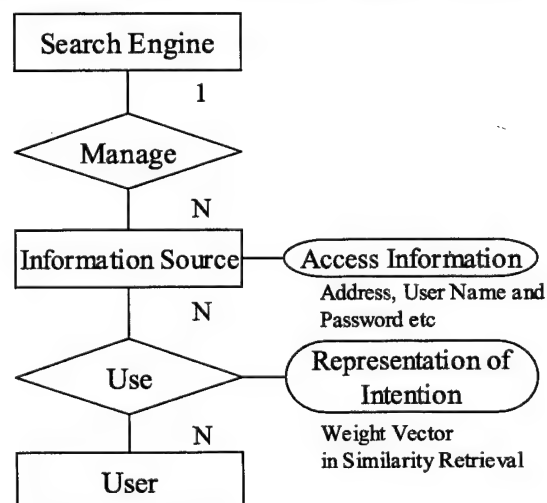 Search Engine
1
Manage
N
Information Source
Access Information
Address, User Name and
Password etc
N
Use
Representation of
Intention
Weight Vector
in Similarity Retrieval
N
User